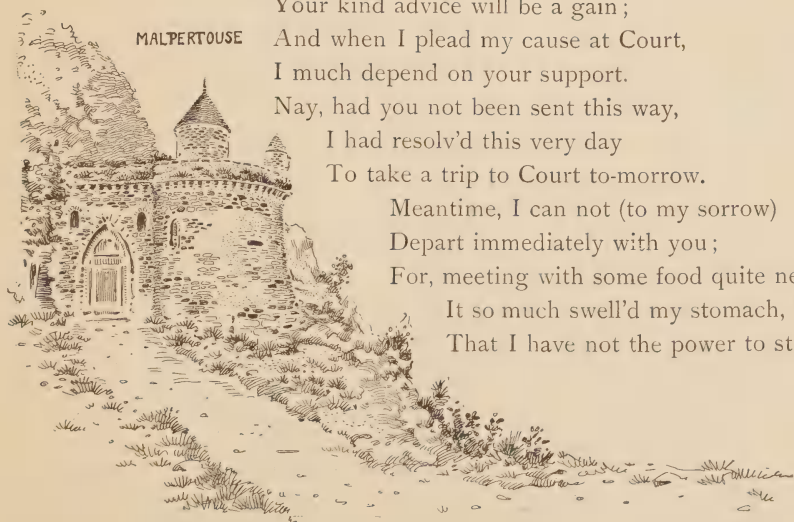 Your kind advice will be a gain;
MALPERTOUSE
And when I plead my cause at Court,
I much depend on your support.
Nay, had you not been sent this way,
I had resolv'd this very day
To take a trip to Court to-morrow.
Meantime, I can not (to my sorrow)
Depart immediately with you;
For, meeting with some food quite
It so much swell'd my stomach,
That I have not the power to